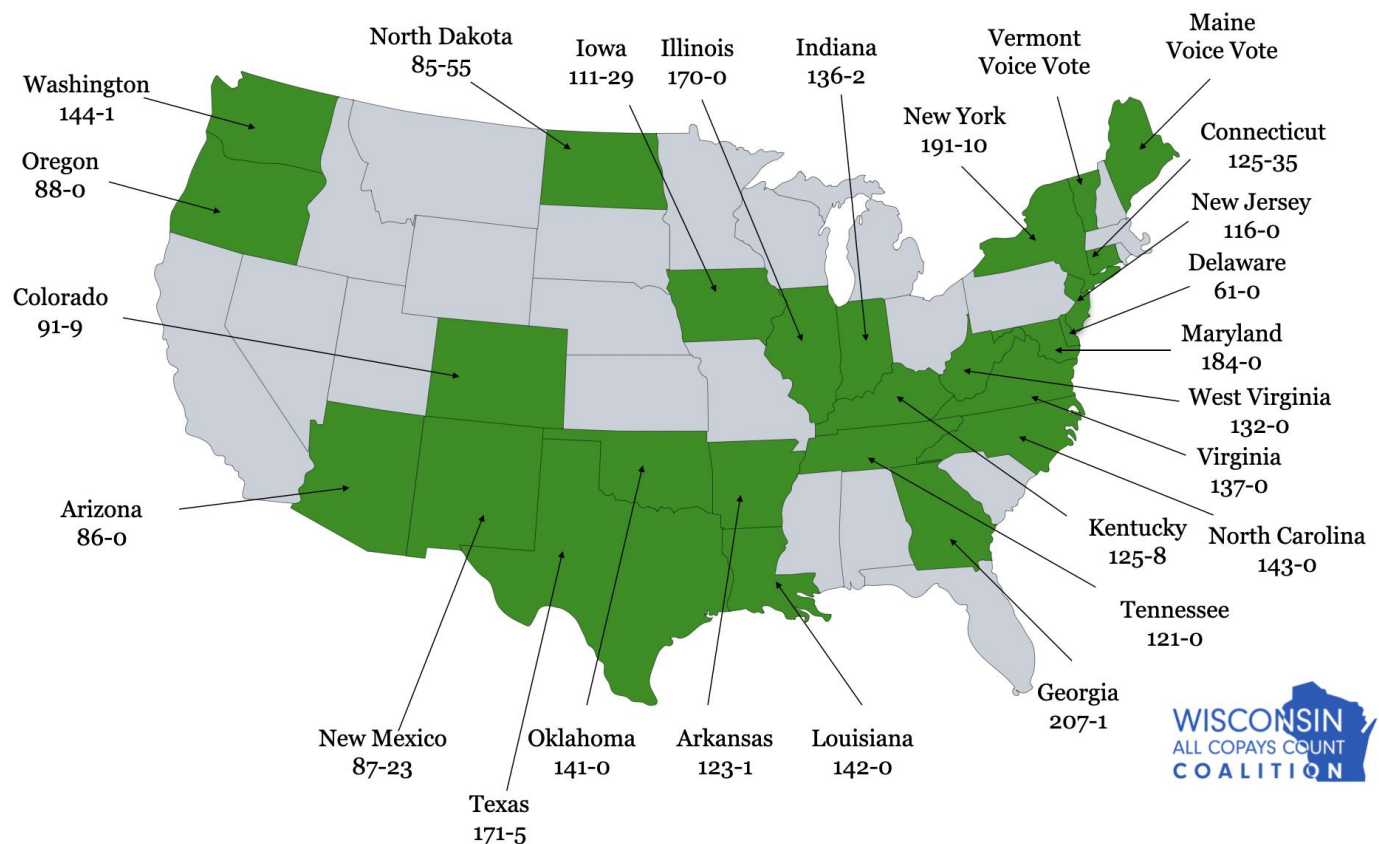 North Dakota
85-55
Iowa
111-29
Illinois
170-0
Indiana
136-2
Vermont
Voice Vote
Maine
Voice Vote
Washington
144-1
New York
191-10
Connecticut
125-35
Oregon
88-0
New Jersey
116-0
Delaware
61-0
Colorado
91-9
Maryland
184-0
West Virginia
132-0
Virginia
137-0
Arizona
86-0
Kentucky
125-8
North Carolina
143-0
Tennessee
121-0
Georgia
207-1
New Mexico
87-23
Oklahoma
141-0
Arkansas
123-1
Louisiana
142-0
Texas
171-5
WISCONSIN
ALL COPAYS COUNT
COALITION